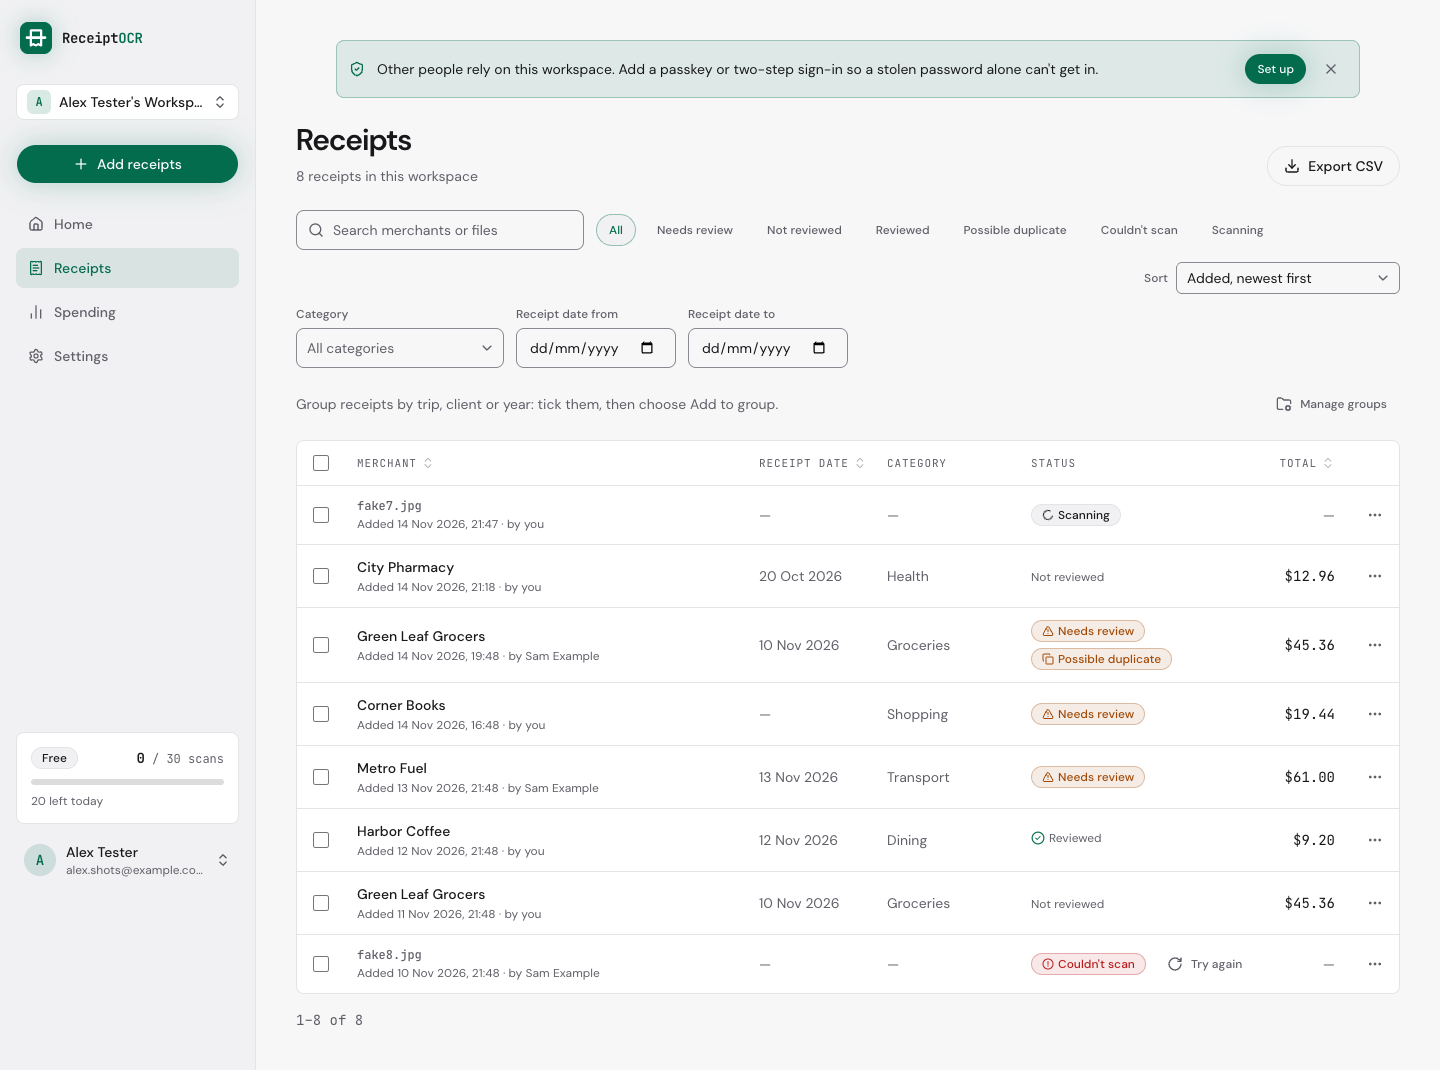 ReceiptOCR
A Alex Tester's Worksp...
Add receipts
Home
Receipts
Spending
Settings
Free 0 / 30 scans
20 left today
A Alex Tester
alex.shots@example.co...
Other people rely on this workspace. Add a passkey or two-step sign-in so a stolen password alone can't get in. Set up
Receipts
8 receipts in this workspace
Export CSV
Search merchants or files All Needs review Not reviewed Reviewed Possible duplicate Couldn't scan Scanning
Sort Added, newest first
Category Receipt date from Receipt date to
All categories dd/mm/yyyy dd/mm/yyyy
Group receipts by trip, client or year: tick them, then choose Add to group. Manage groups
MERCHANT RECEIPT DATE CATEGORY STATUS TOTAL
fake7.jpg
Added 14 Nov 2026, 21:47 · by you — — Scanning —
City Pharmacy
Added 14 Nov 2026, 21:18 · by you 20 Oct 2026 Health Not reviewed $12.96
Green Leaf Grocers
Added 14 Nov 2026, 19:48 · by Sam Example 10 Nov 2026 Groceries Needs review $45.36
Possible duplicate
Corner Books
Added 14 Nov 2026, 16:48 · by you — Shopping Needs review $19.44
Metro Fuel
Added 13 Nov 2026, 21:48 · by Sam Example 13 Nov 2026 Transport Needs review $61.00
Harbor Coffee
Added 12 Nov 2026, 21:48 · by you 12 Nov 2026 Dining Reviewed $9.20
Green Leaf Grocers
Added 11 Nov 2026, 21:48 · by you 10 Nov 2026 Groceries Not reviewed $45.36
fake8.jpg
Added 10 Nov 2026, 21:48 · by Sam Example — — Couldn't scan Try again —
1–8 of 8